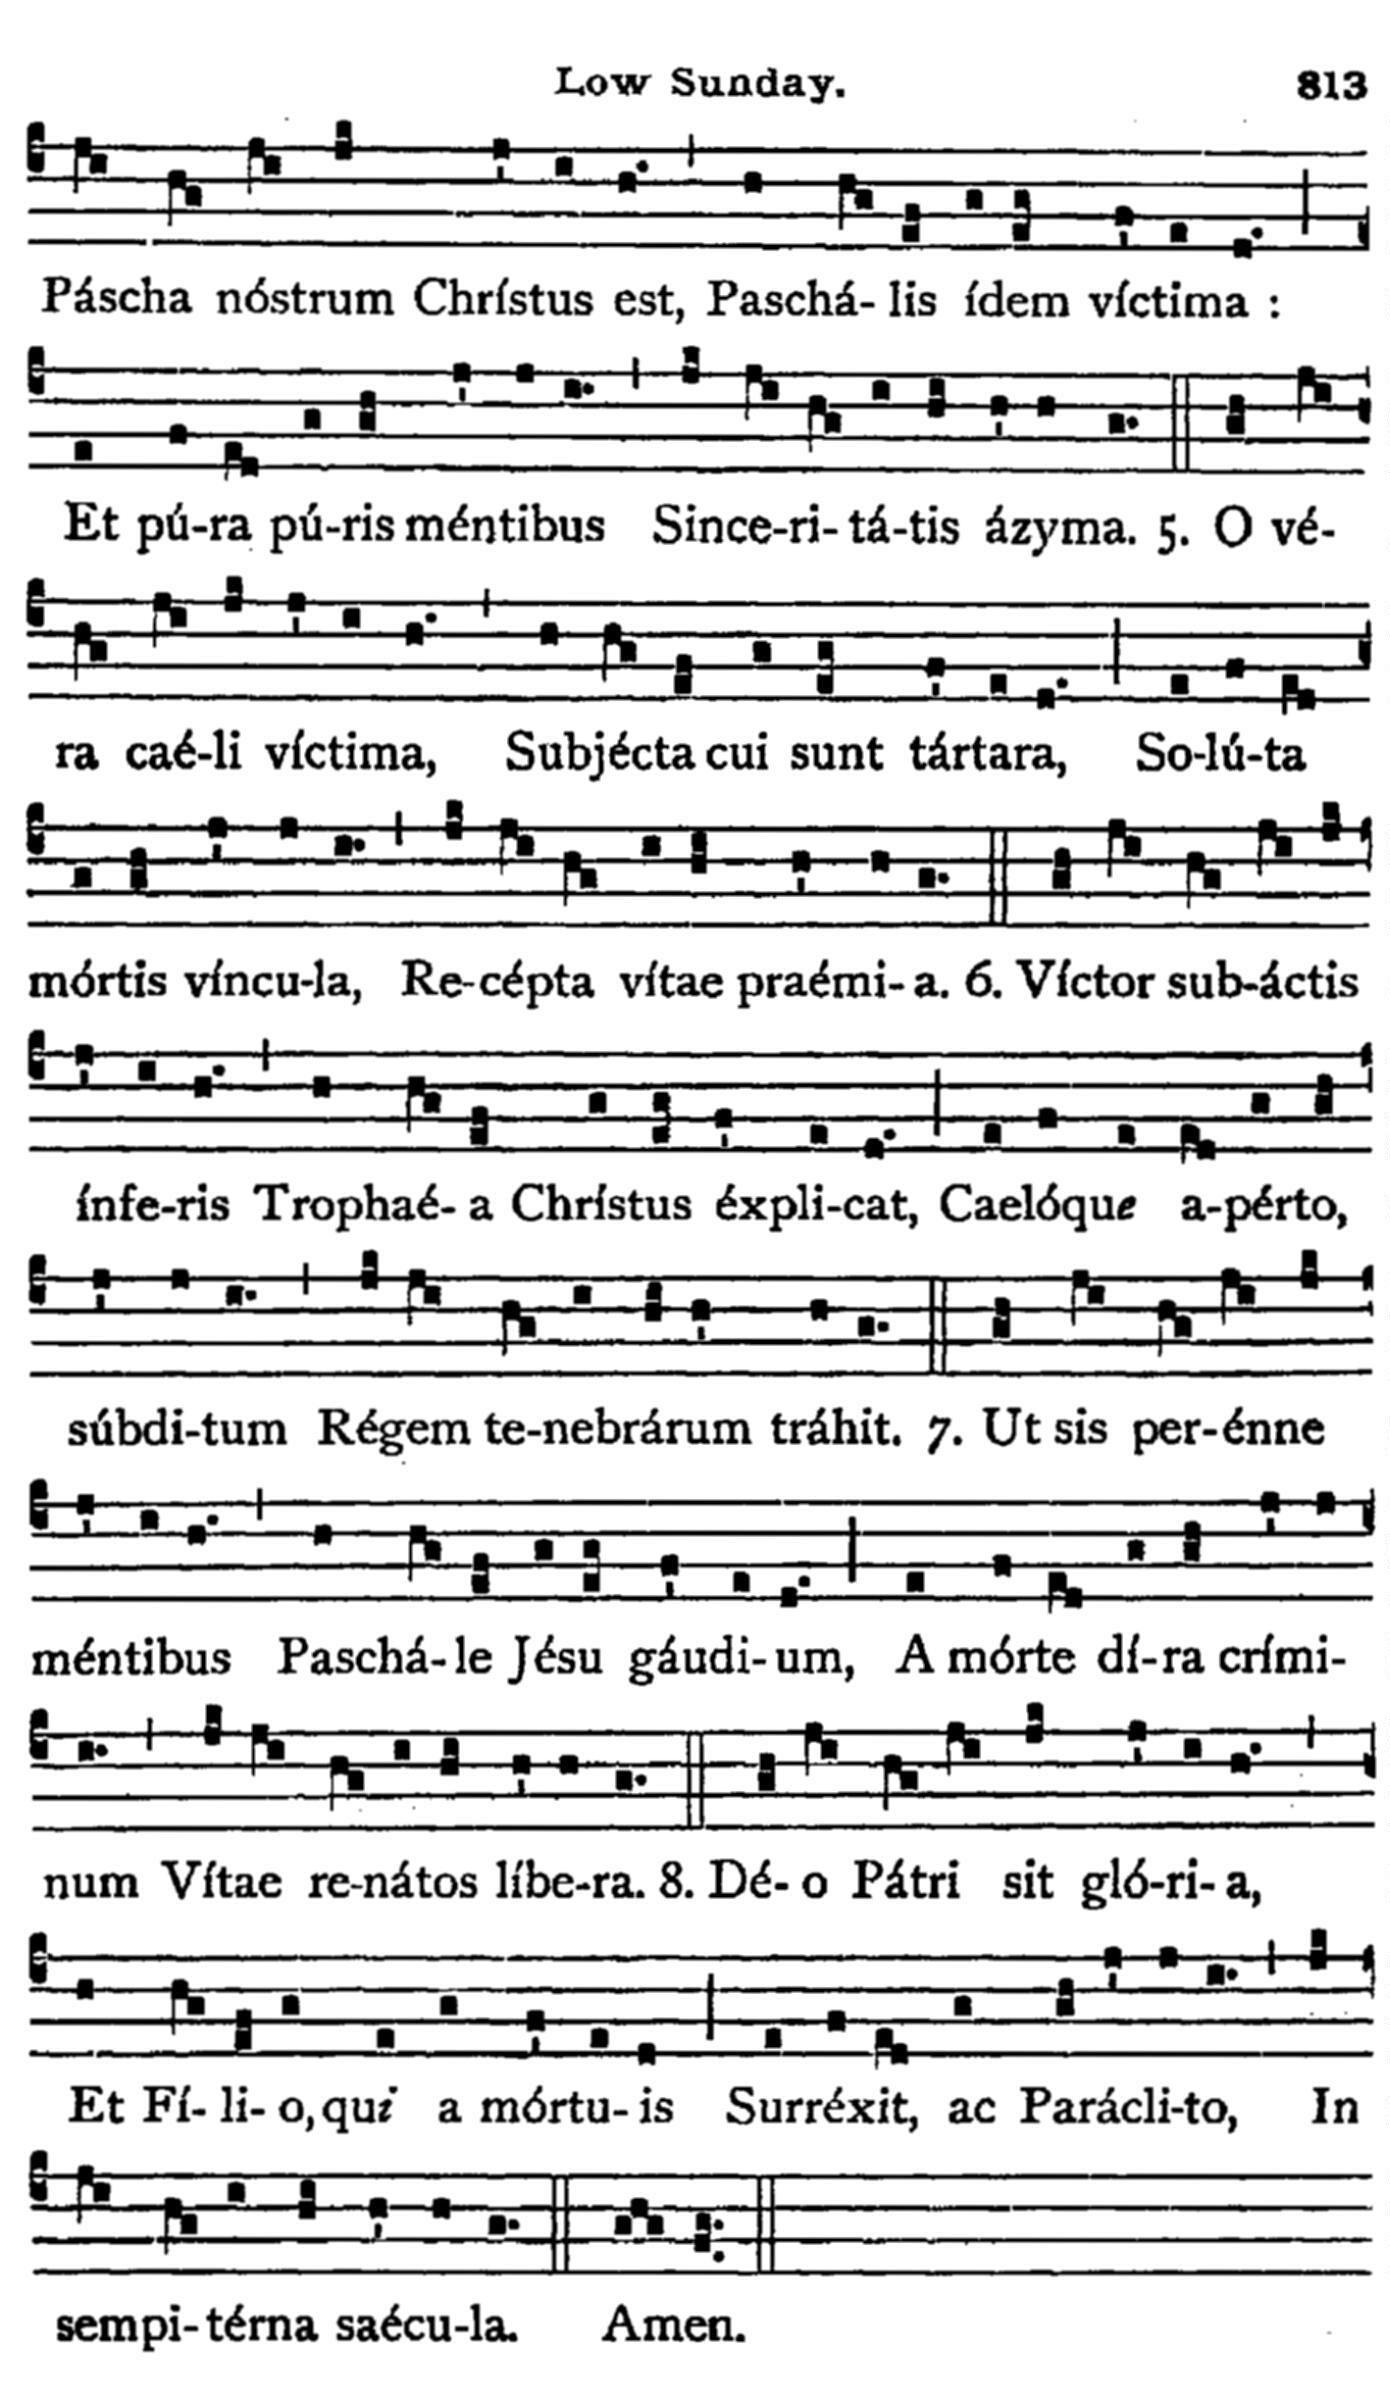 Low Sunday. 813
Páscha nóstrum Chrístus est, Paschá- lis ídem víctima :
Et pú-ra pú-ris méntibus Since-ri- tá-tis ázyma. 5. O vé-
ra caé-li víctima, Subjécta cui sunt tártara, So-lú-ta
mórtis víncu-la, Re-cépta vítae praémi- a. 6. Víctor sub-áctis
ínfe-ris Trophaé- a Chrístus éxpli-cat, Caelóque a-pérto,
súbdi-tum Régem te-nebrárum tráhit. 7. Ut sis per-énne
méntibus Paschá- le Jésu gáudi- um, A mórte dí-ra crími-
num Vítae re-nátos líbe-ra. 8. Dé- o Pátri sit gló-ri- a,
Et Fí- li- o, qui a mórtu- is Surréxit, ac Parácli-to, In
sempi- térna saécu-la. Amen.